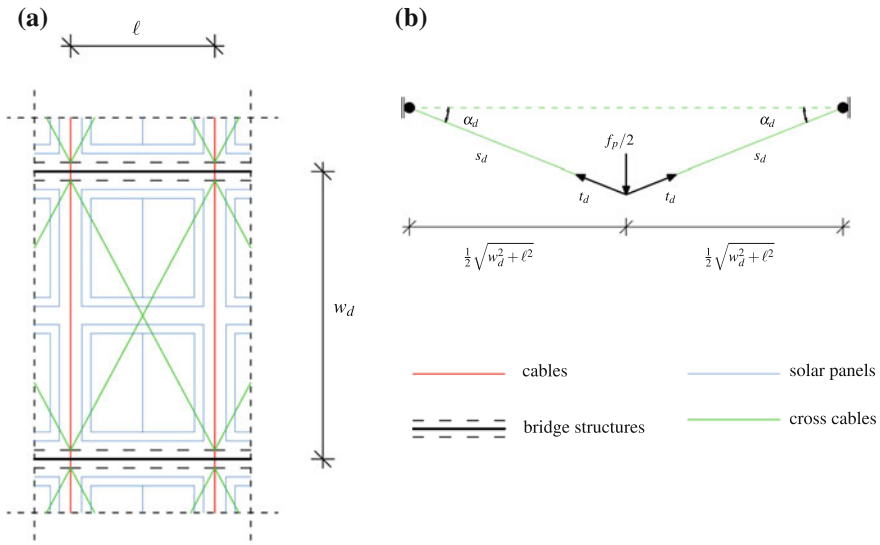 (a)
ℓ
w_d
(b)
α_d α_d
f_p/2
s_d s_d
t_d t_d
½√(w_d² + ℓ²) ½√(w_d² + ℓ²)
cables
solar panels
bridge structures
cross cables